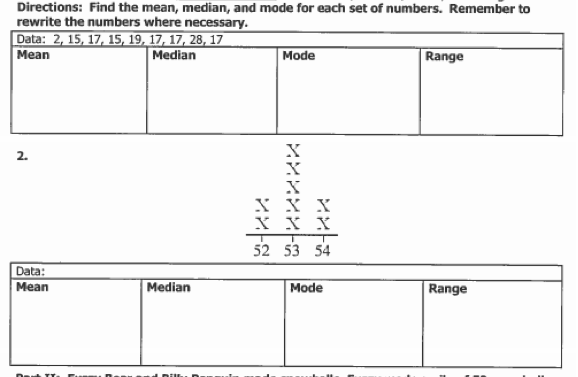 Directions: Find the mean, median, and mode for each set of numbers. Remember to
rewrite the numbers where necessary.
Data: 2, 15, 17, 15, 19, 17, 17, 28, 17
Mean Median Mode Range
2.
X
X
X
X X X
X X X
52 53 54
Data:
Mean Median Mode Range